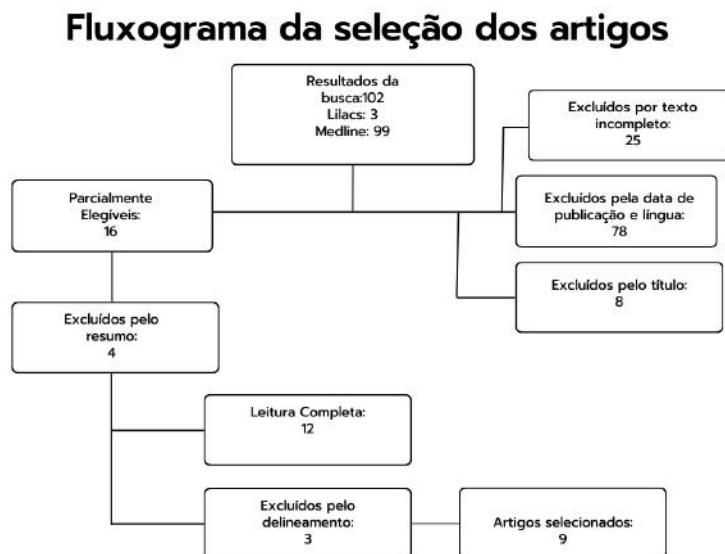 Fluxograma da seleção dos artigos
Resultados da
busca:102
Lilacs: 3
Medline: 99
Excluídos por texto
incompleto:
25
Parcialmente
Elegíveis:
16
Excluídos pela data de
publicação e língua:
78
Excluídos pelo título:
8
Excluídos pelo
resumo:
4
Leitura Completa:
12
Excluídos pelo
delineamento:
3
Artigos selecionados:
9